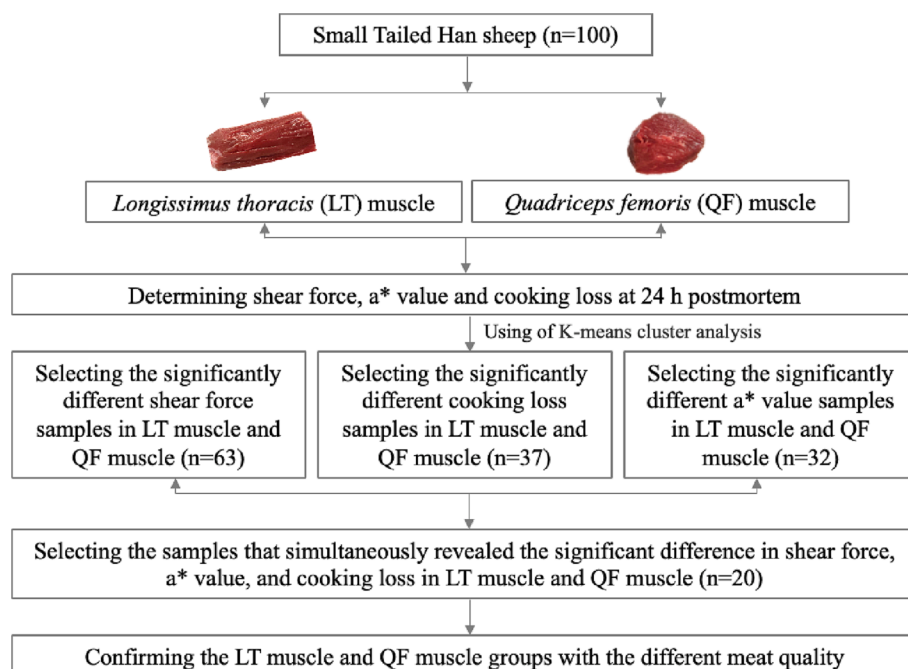 Small Tailed Han sheep (n=100)
Longissimus thoracis (LT) muscle
Quadriceps femoris (QF) muscle
Determining shear force, a* value and cooking loss at 24 h postmortem
Using of K-means cluster analysis
Selecting the significantly
different shear force
samples in LT muscle and
QF muscle (n=63)
Selecting the significantly
different cooking loss
samples in LT muscle and
QF muscle (n=37)
Selecting the significantly
different a* value samples
in LT muscle and QF
muscle (n=32)
Selecting the samples that simultaneously revealed the significant difference in shear force,
a* value, and cooking loss in LT muscle and QF muscle (n=20)
Confirming the LT muscle and QF muscle groups with the different meat quality